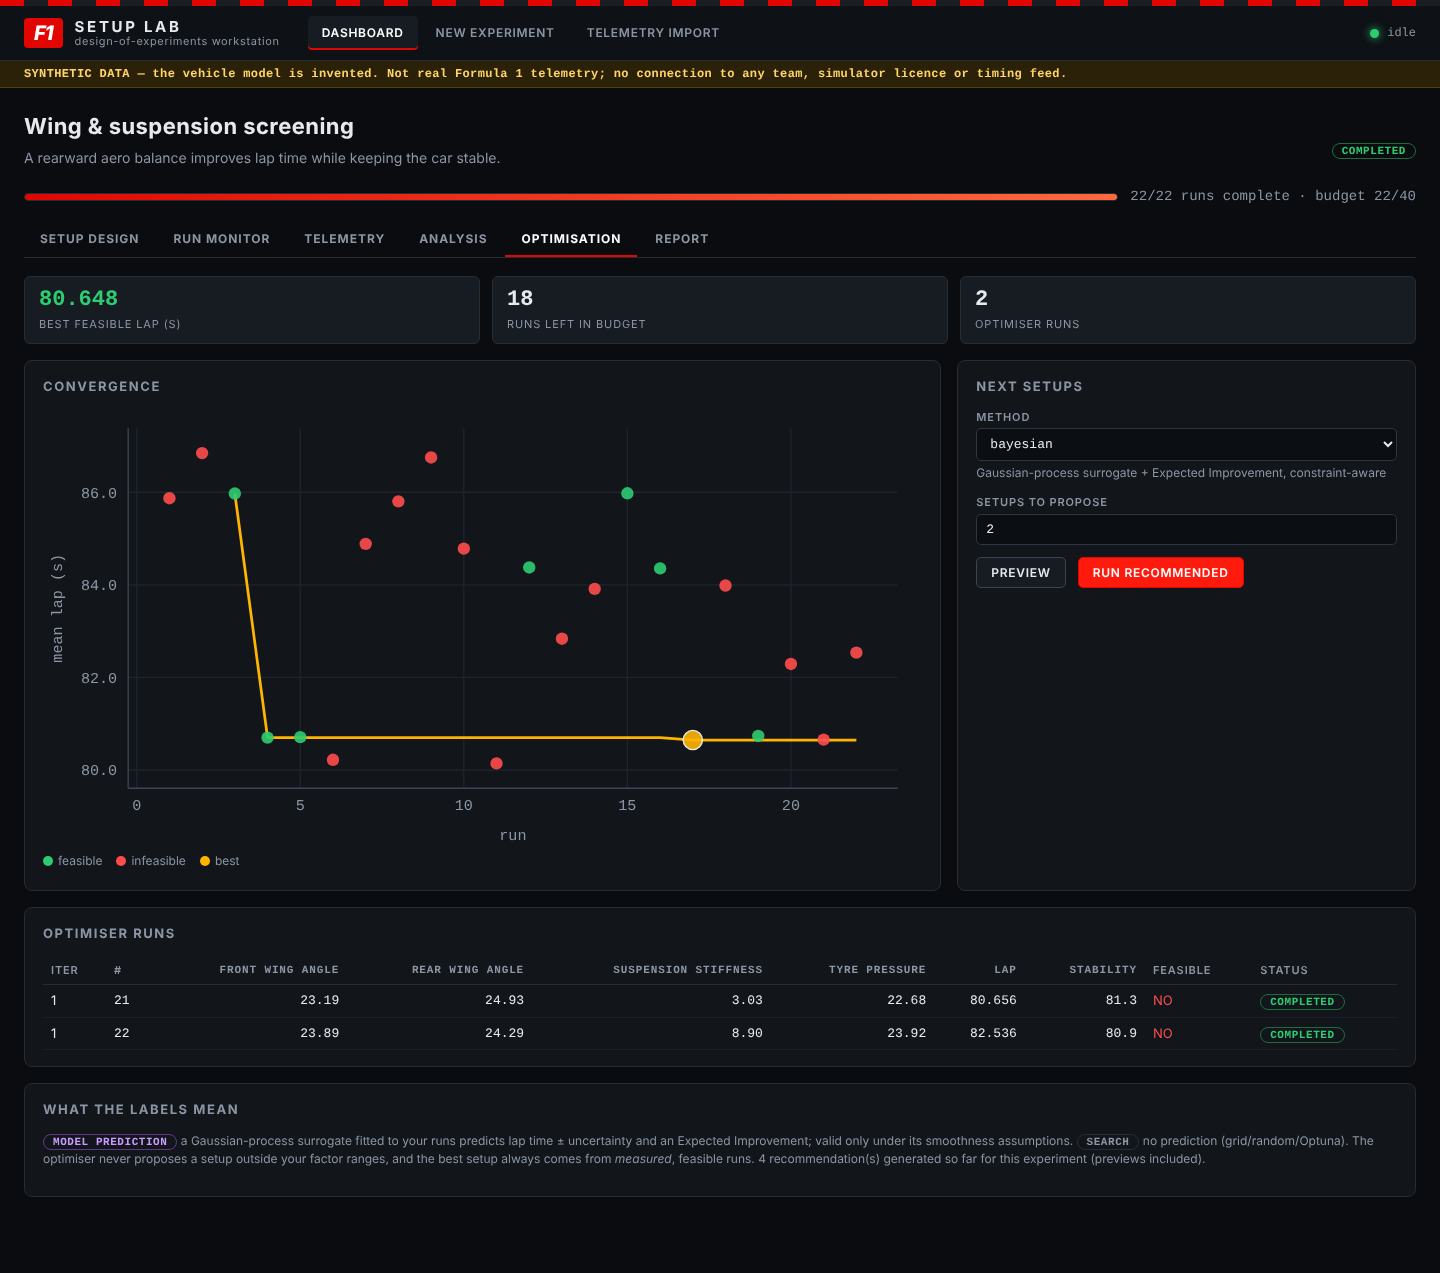 F1 SETUP LAB
design-of-experiments workstation
DASHBOARD NEW EXPERIMENT TELEMETRY IMPORT
idle
SYNTHETIC DATA — the vehicle model is invented. Not real Formula 1 telemetry; no connection to any team, simulator licence or timing feed.
Wing & suspension screening
A rearward aero balance improves lap time while keeping the car stable.
COMPLETED
22/22 runs complete · budget 22/40
SETUP DESIGN RUN MONITOR TELEMETRY ANALYSIS OPTIMISATION REPORT
80.648
BEST FEASIBLE LAP (S)
18
RUNS LEFT IN BUDGET
2
OPTIMISER RUNS
CONVERGENCE
86.0
84.0
82.0
80.0
mean lap (s)
0 5 10 15 20
run
feasible infeasible best
NEXT SETUPS
METHOD
bayesian
Gaussian-process surrogate + Expected Improvement, constraint-aware
SETUPS TO PROPOSE
2
PREVIEW RUN RECOMMENDED
OPTIMISER RUNS
ITER # FRONT WING ANGLE REAR WING ANGLE SUSPENSION STIFFNESS TYRE PRESSURE LAP STABILITY FEASIBLE STATUS
1 21 23.19 24.93 3.03 22.68 80.656 81.3 NO COMPLETED
1 22 23.89 24.29 8.90 23.92 82.536 80.9 NO COMPLETED
WHAT THE LABELS MEAN
MODEL PREDICTION a Gaussian-process surrogate fitted to your runs predicts lap time ± uncertainty and an Expected Improvement; valid only under its smoothness assumptions. SEARCH no prediction (grid/random/Optuna). The
optimiser never proposes a setup outside your factor ranges, and the best setup always comes from measured, feasible runs. 4 recommendation(s) generated so far for this experiment (previews included).